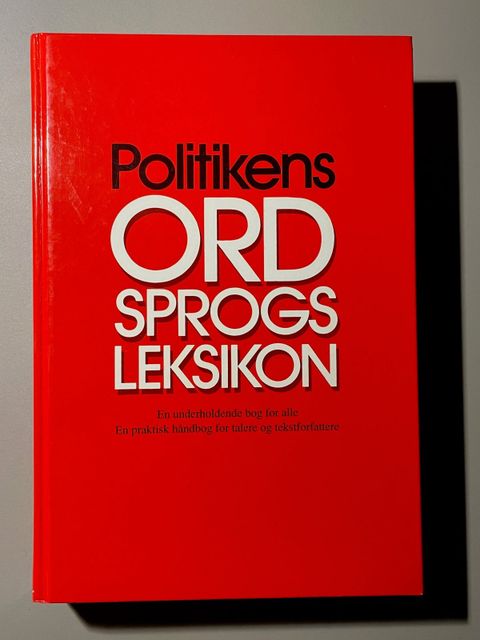 Politikens
ORD
SPROGS
LEKSIKON
En underholdende bog for alle
En praktisk håndbog for talere og tekstforfattere